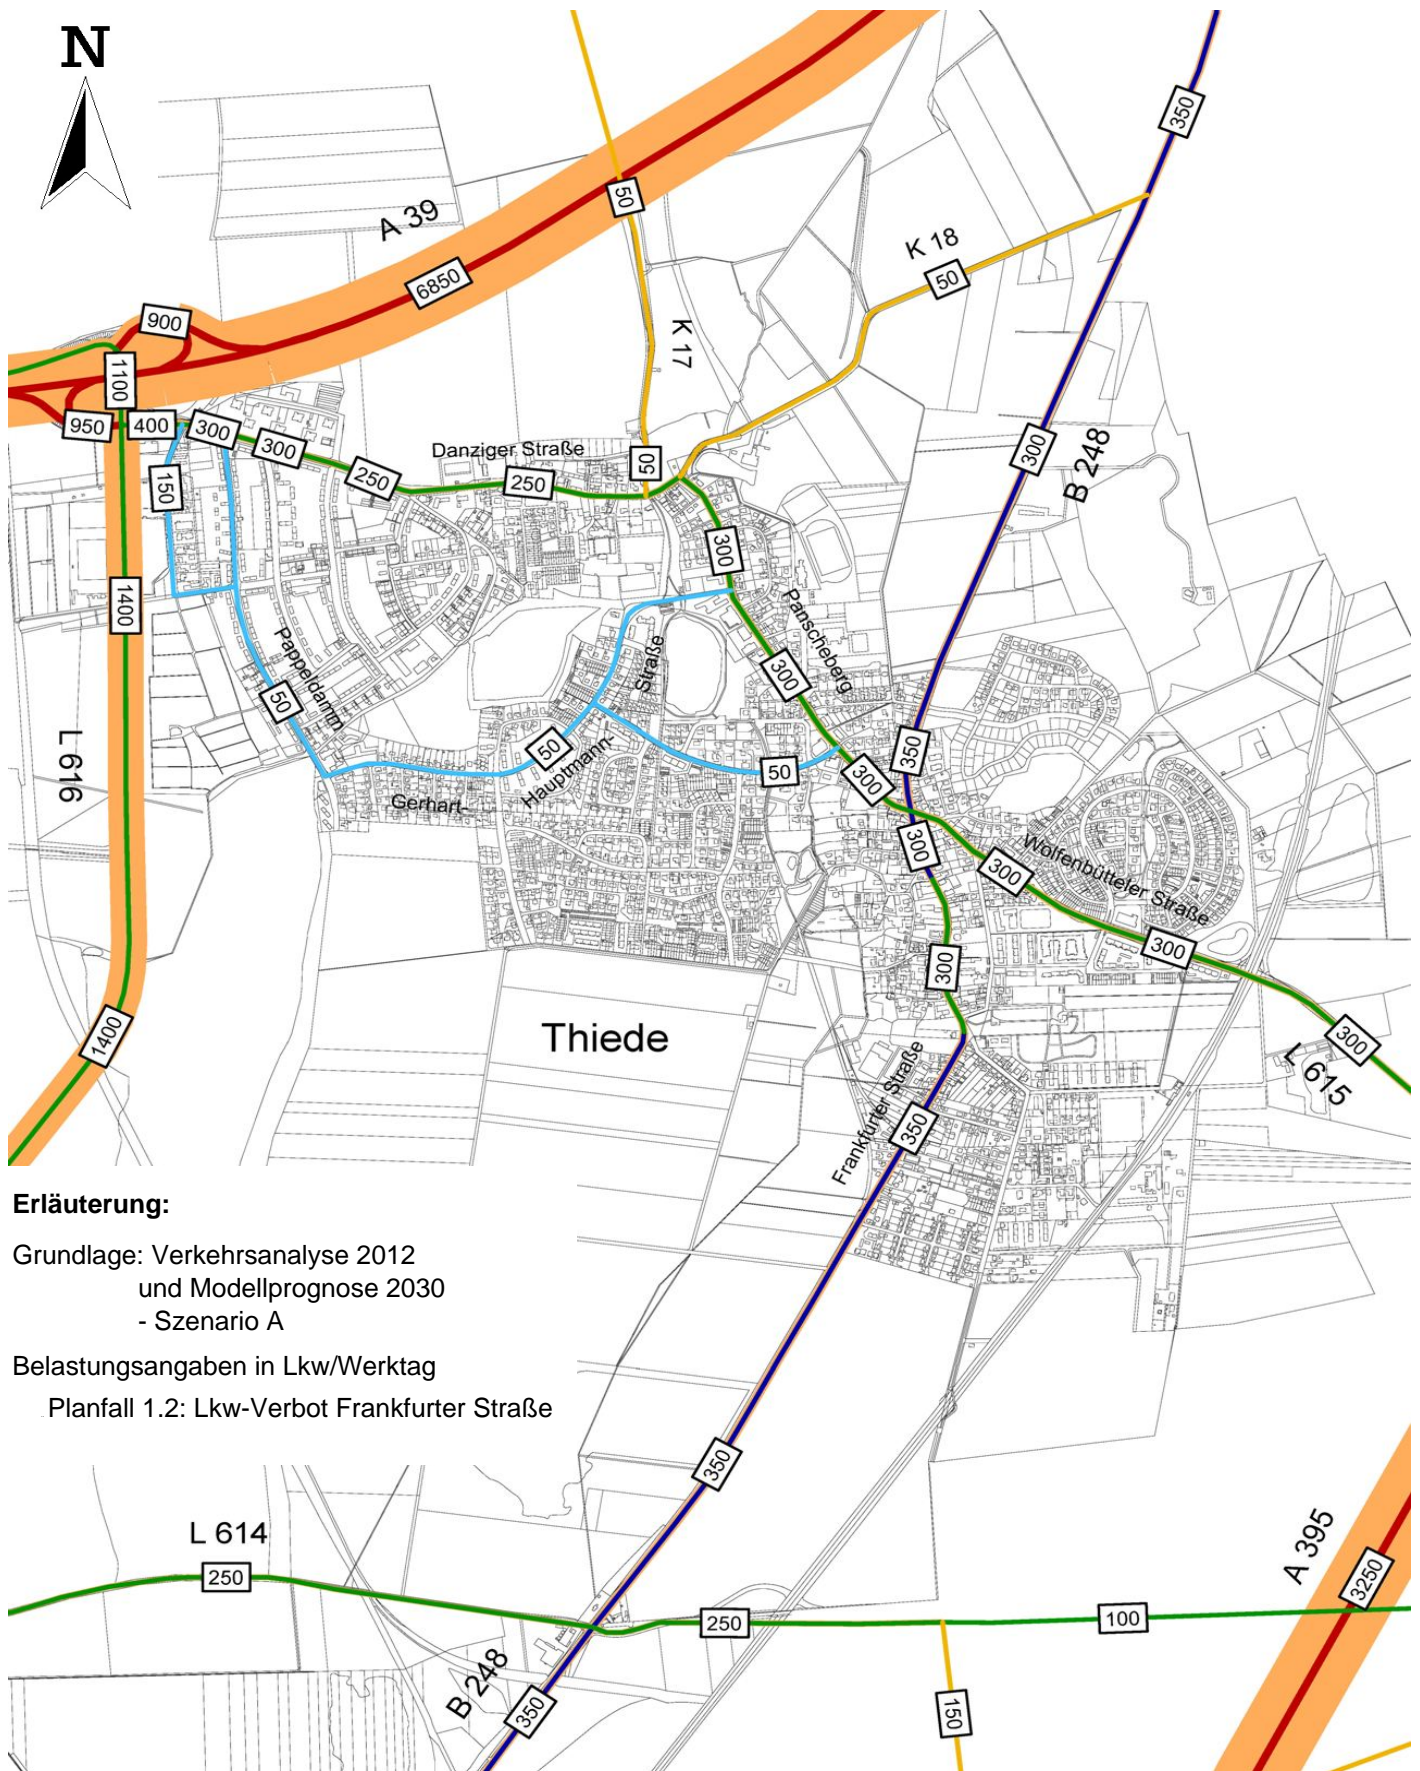 N
350
50
A 39
K 18
50
6850
900
K 17
1100
950
400
300
300
Danziger Straße
300
B 248
150
250
250
50
300
1400
Panscheberg
Pappeldamm
Straße
300
50
L 616
50
Hauptmann-
350
50
300
Gerhart-
300
300
Wolfenbütteler Straße
300
300
1400
Thiede
300
L 615
Frankfurter Straße
350
Erläuterung:
Grundlage: Verkehrsanalyse 2012
und Modellprognose 2030
- Szenario A
Belastungsangaben in Lkw/Werktag
Planfall 1.2: Lkw-Verbot Frankfurter Straße
350
L 614
250
A 395
3250
250
100
B 248
350
150